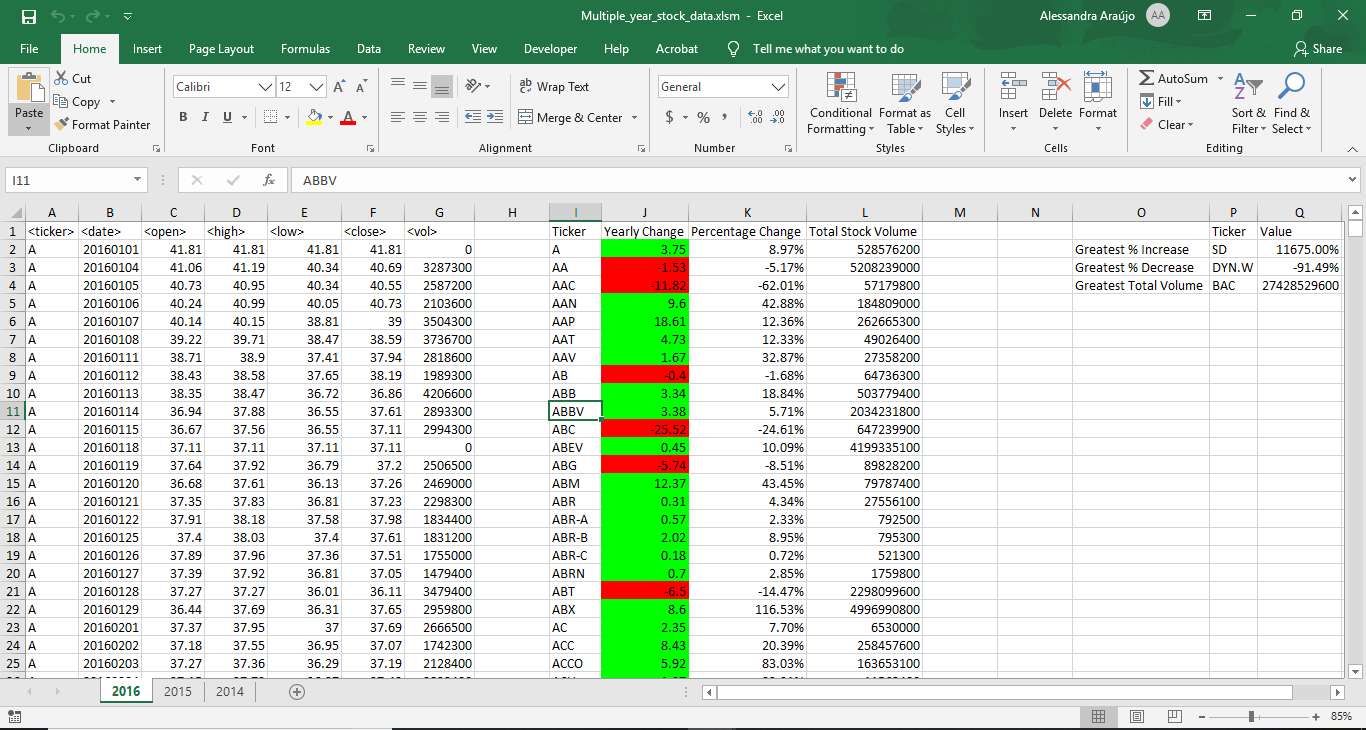 Multiple_year_stock_data.xlsm - Excel
Alessandra Araújo AA
File Home Insert Page Layout Formulas Data Review View Developer Help Acrobat Tell me what you want to do Share
Paste Cut Copy Format Painter
Calibri 12 A A
B I U A
ab Wrap Text
Merge & Center
General
$ % ,
Conditional Formatting Format as Table Cell Styles
Insert Delete Format
AutoSum Fill Clear
Sort & Filter Find & Select
Clipboard Font Alignment Number Styles Cells Editing
I11 fx ABBV
A B C D E F G H I J K L M N O P Q
1 <ticker> <date> <open> <high> <low> <close> <vol> Ticker Yearly Change Percentage Change Total Stock Volume Ticker Value
2 A 20160101 41.81 41.81 41.81 41.81 0 A 3.75 8.97% 528576200 Greatest % Increase SD 11675.00%
3 A 20160104 41.06 41.19 40.34 40.69 3287300 AA -1.53 -5.17% 5208239000 Greatest % Decrease DYN.W -91.49%
4 A 20160105 40.73 40.95 40.34 40.55 2587200 AAC -11.82 -62.01% 57179800 Greatest Total Volume BAC 27428529600
5 A 20160106 40.24 40.99 40.05 40.73 2103600 AAN 9.6 42.88% 184809000
6 A 20160107 40.14 40.15 38.81 39 3504300 AAP 18.61 12.36% 262665300
7 A 20160108 39.22 39.71 38.47 38.59 3736700 AAT 4.73 12.33% 49026400
8 A 20160111 38.71 38.9 37.41 37.94 2818600 AAV 1.67 32.87% 27358200
9 A 20160112 38.43 38.58 37.65 38.19 1989300 AB -0.4 -1.68% 64736300
10 A 20160113 38.35 38.47 36.72 36.86 4206600 ABB 3.34 18.84% 503779400
11 A 20160114 36.94 37.88 36.55 37.61 2893300 ABBV 3.38 5.71% 2034231800
12 A 20160115 36.67 37.56 36.55 37.11 2994300 ABC -25.52 -24.61% 647239900
13 A 20160118 37.11 37.11 37.11 37.11 0 ABEV 0.45 10.09% 4199335100
14 A 20160119 37.64 37.92 36.79 37.2 2506500 ABG -5.74 -8.51% 89828200
15 A 20160120 36.68 37.61 36.13 37.26 2469000 ABM 12.37 43.45% 79787400
16 A 20160121 37.35 37.83 36.81 37.23 2298300 ABR 0.31 4.34% 27556100
17 A 20160122 37.91 38.18 37.58 37.98 1834400 ABR-A 0.57 2.33% 792500
18 A 20160125 37.4 38.03 37.4 37.61 1831200 ABR-B 2.02 8.95% 795300
19 A 20160126 37.89 37.96 37.36 37.51 1755000 ABR-C 0.18 0.72% 521300
20 A 20160127 37.39 37.92 36.81 37.05 1479400 ABRN 0.7 2.85% 1759800
21 A 20160128 37.27 37.27 36.01 36.11 3479400 ABT -6.5 -14.47% 2298099600
22 A 20160129 36.44 37.69 36.31 37.65 2959800 ABX 8.6 116.53% 4996990800
23 A 20160201 37.37 37.95 37 37.69 2666500 AC 2.35 7.70% 6530000
24 A 20160202 37.18 37.55 36.95 37.07 1742300 ACC 8.43 20.39% 258457600
25 A 20160203 37.27 37.36 36.29 37.19 2128400 ACCO 5.92 83.03% 163653100
2016 2015 2014
85%